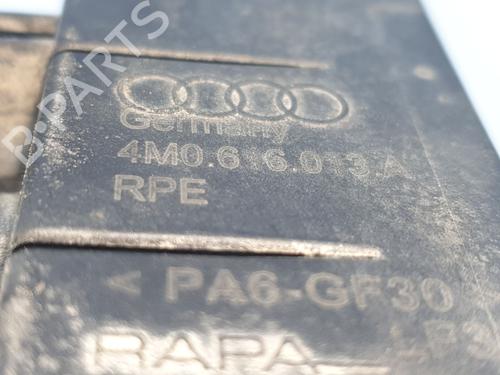 B-PARTS
Germany
4M0.616.013.A
RPE
< PA6-GF30
RAPA